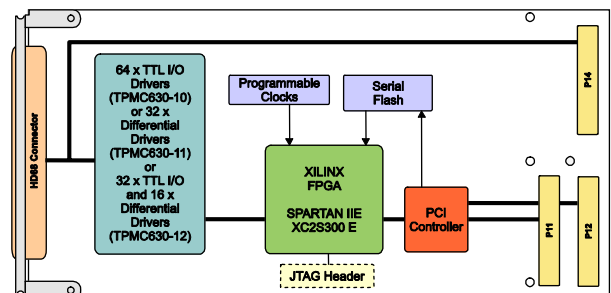 HD68 Connector
64 x TTL I/O
Drivers
(TPMC630-10)
or 32 x
Differential
Drivers
(TPMC630-11)
or
32 x TTL I/O
and 16 x
Differential
Drivers
(TPMC630-12)
Programmable
Clocks
Serial
Flash
XILINX
FPGA
SPARTAN IIE
XC2S300 E
JTAG Header
PCI
Controller
P14
P11
P12